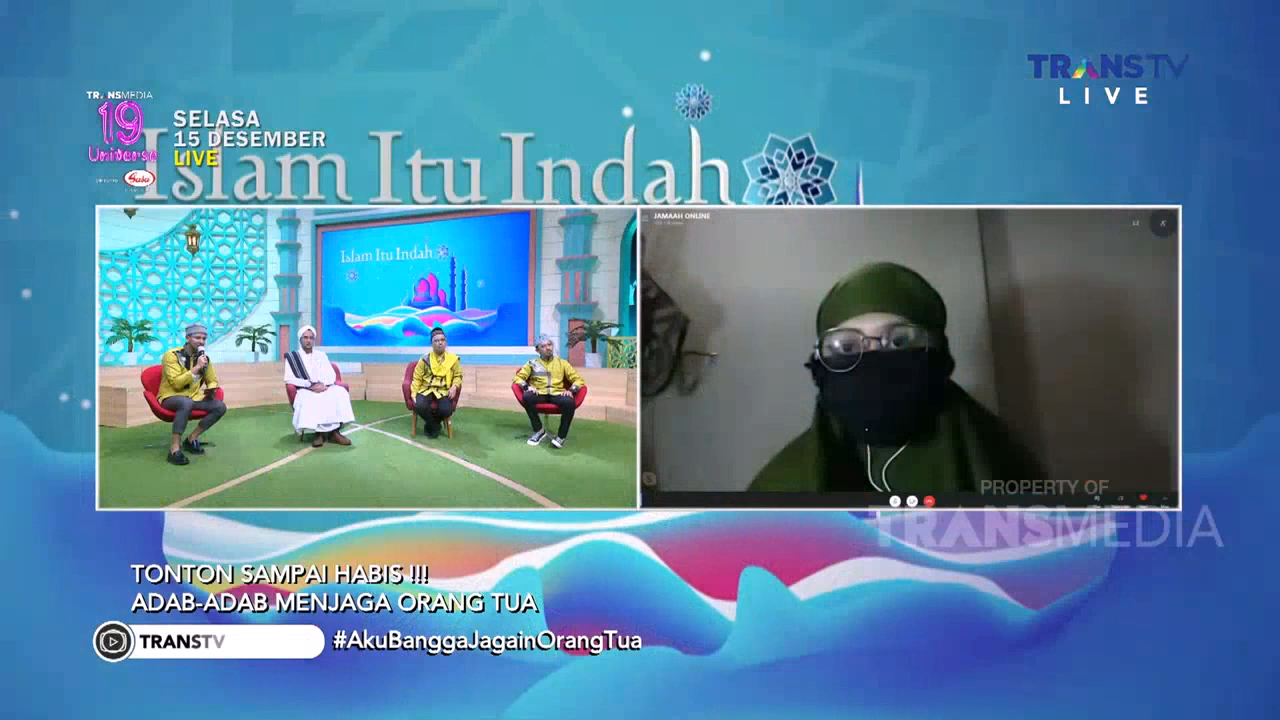 TRANSMEDIA
19
Universe
Sasa
SELASA
15 DESEMBER
LIVE
TRANSTV
LIVE
Islam Itu Indah
Islam Itu Indah
JAMAAH ONLINE
PROPERTY OF
TRANSMEDIA
TONTON SAMPAI HABIS !!!
ADAB-ADAB MENJAGA ORANG TUA
TRANSTV
#AkuBanggaJagainOrangTua